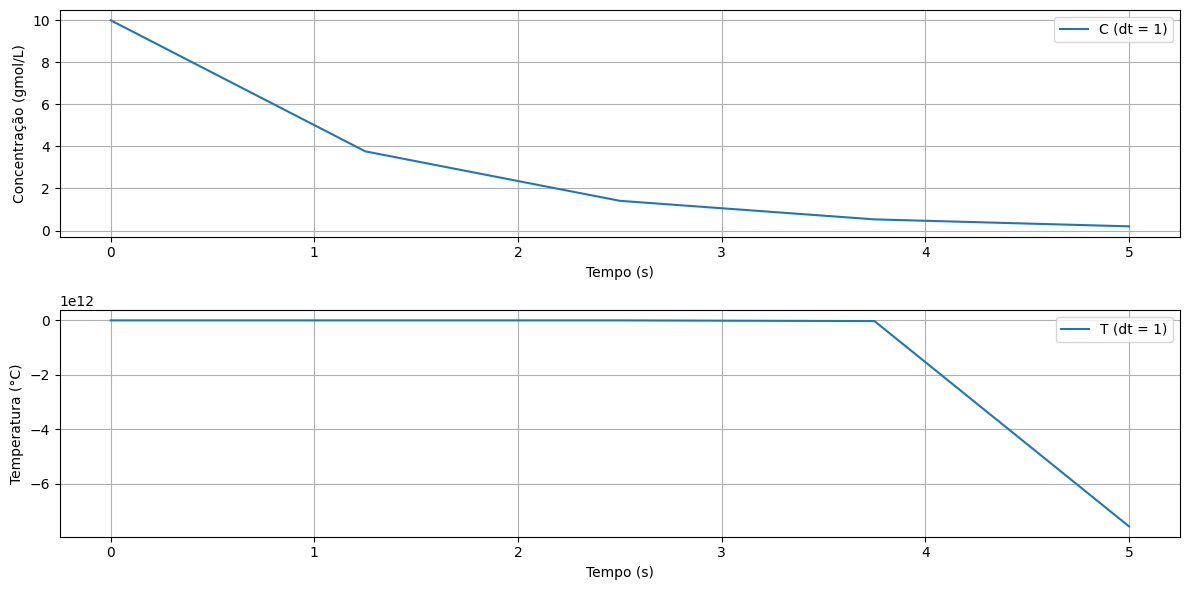 10
8
6
4
2
0
Concentração (gmol/L)
C (dt = 1)
0 1 2 3 4 5
Tempo (s)
1e12
0
−2
−4
−6
Temperatura (°C)
T (dt = 1)
0 1 2 3 4 5
Tempo (s)